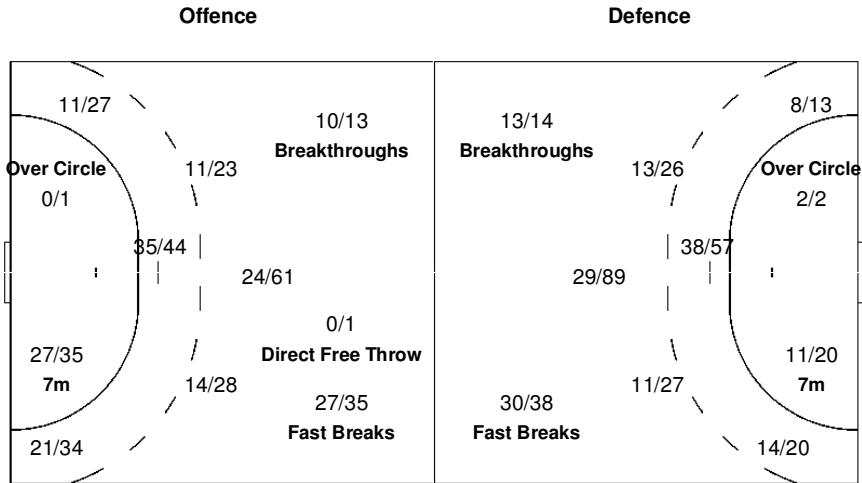 Offence
Defence
11/27
10/13
Breakthroughs
13/14
Breakthroughs
8/13
Over Circle
0/1
11/23
13/26
Over Circle
2/2
35/44
24/61
29/89
38/57
0/1
Direct Free Throw
27/35
7m
14/28
27/35
Fast Breaks
30/38
Fast Breaks
11/27
11/20
7m
21/34
14/20